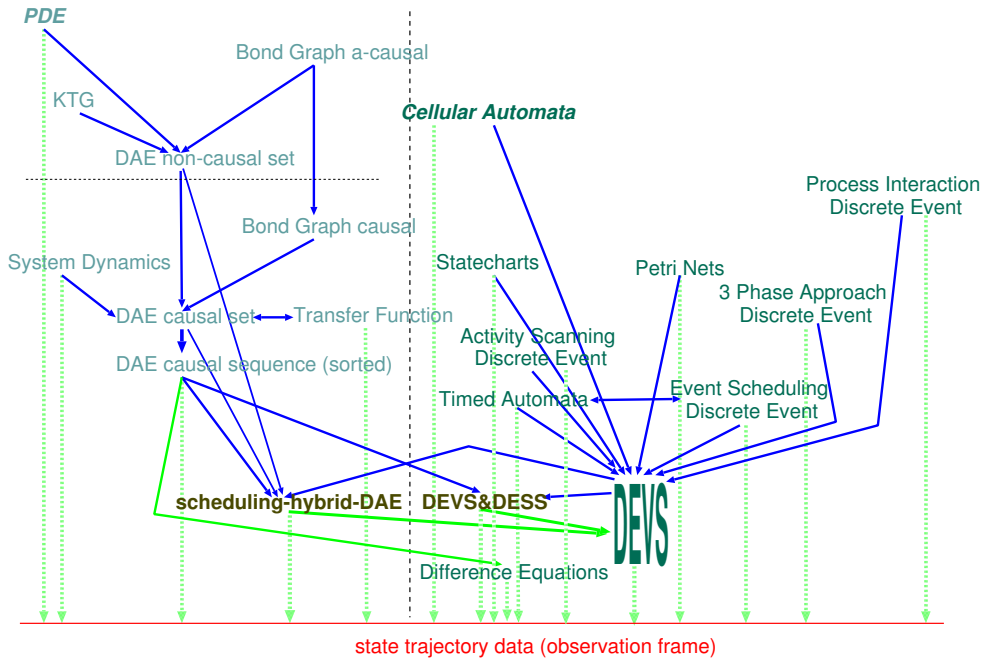 PDE
Bond Graph a-causal
KTG
Cellular Automata
DAE non-causal set
Process Interaction
Discrete Event
Bond Graph causal
System Dynamics
Statecharts
Petri Nets
3 Phase Approach
Discrete Event
DAE causal set
Transfer Function
Activity Scanning
Discrete Event
DAE causal sequence (sorted)
Timed Automata
Event Scheduling
Discrete Event
scheduling-hybrid-DAE
DEVS&DESS
DEVS
Difference Equations
state trajectory data (observation frame)